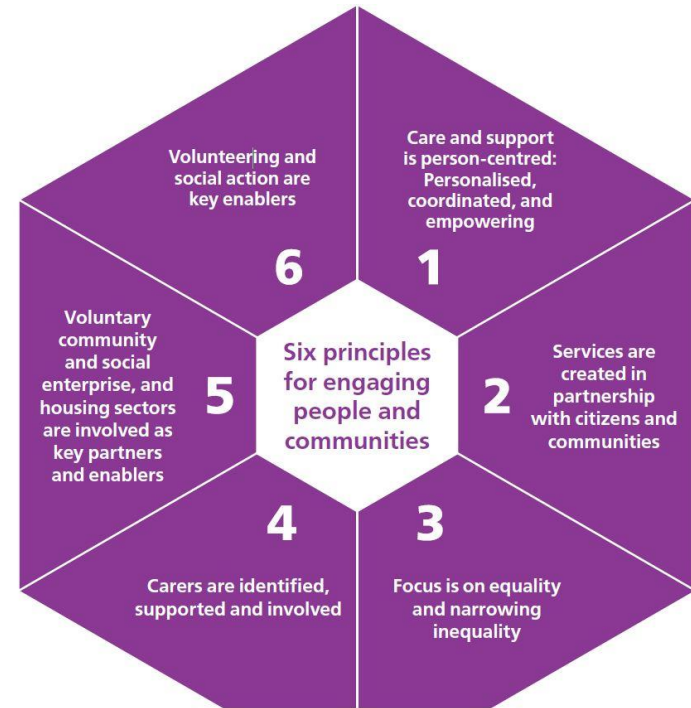 Six principles
for engaging
people and
communities
Care and support
is person-centred:
Personalised,
coordinated, and
empowering
1
Services are
created in
partnership
with citizens and
communities
2
3
Focus is on equality
and narrowing
inequality
4
Carers are identified,
supported and involved
Voluntary
community
and social
enterprise, and
housing sectors
are involved as
key partners
and enablers
5
Volunteering and
social action are
key enablers
6